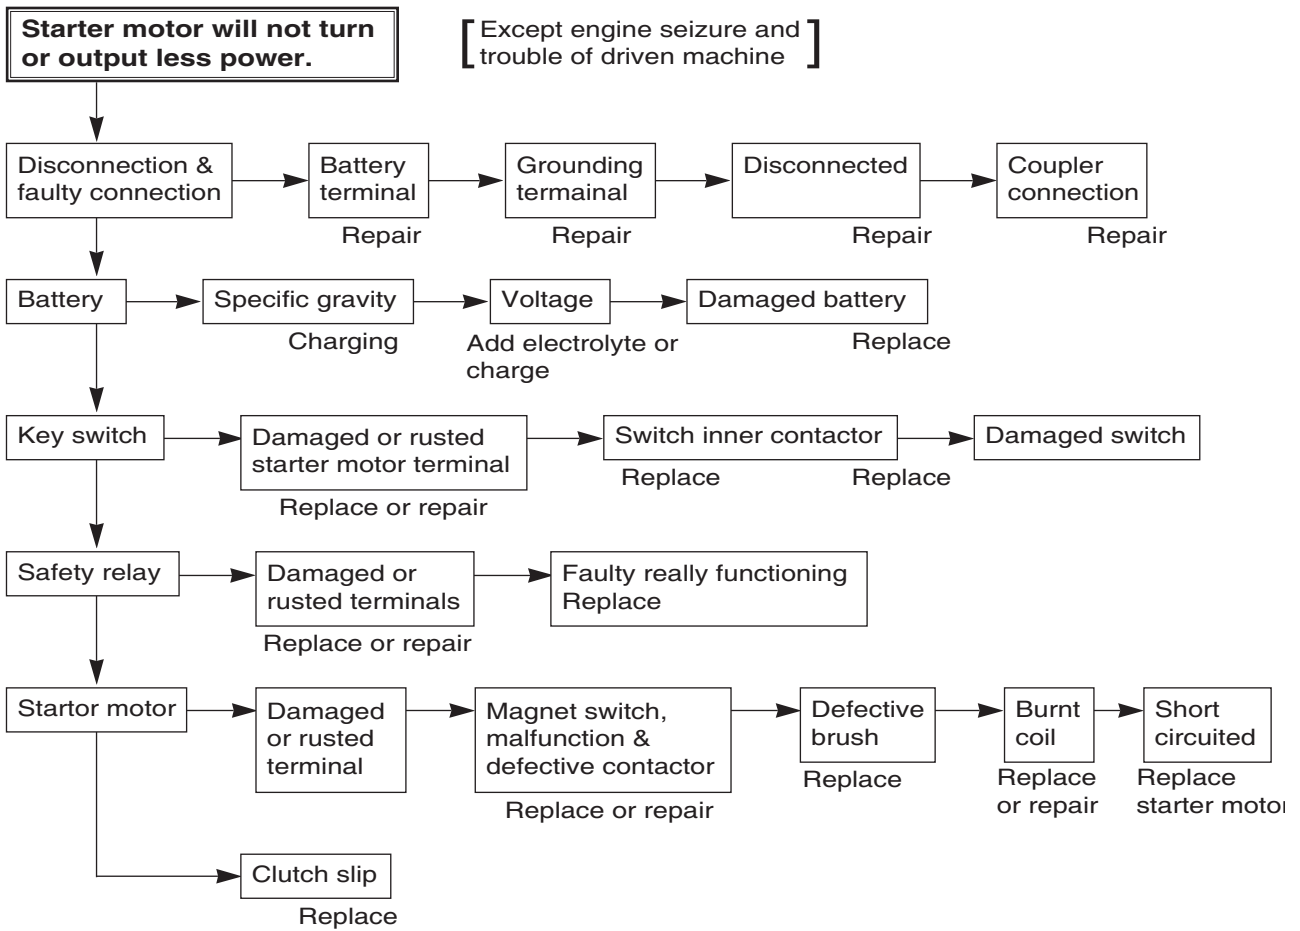 Starter motor will not turn
or output less power.
[Except engine seizure and
trouble of driven machine]
Disconnection &
faulty connection
Battery
terminal
Repair
Grounding
termainal
Repair
Disconnected
Repair
Coupler
connection
Repair
Battery
Specific gravity
Charging
Voltage
Add electrolyte or
charge
Damaged battery
Replace
Key switch
Damaged or rusted
starter motor terminal
Replace or repair
Switch inner contactor
Replace
Damaged switch
Replace
Safety relay
Damaged or
rusted terminals
Replace or repair
Faulty really functioning
Replace
Startor motor
Damaged
or rusted
terminal
Magnet switch,
malfunction &
defective contactor
Replace or repair
Defective
brush
Replace
Burnt
coil
Replace
or repair
Short
circuited
Replace
starter motor
Clutch slip
Replace